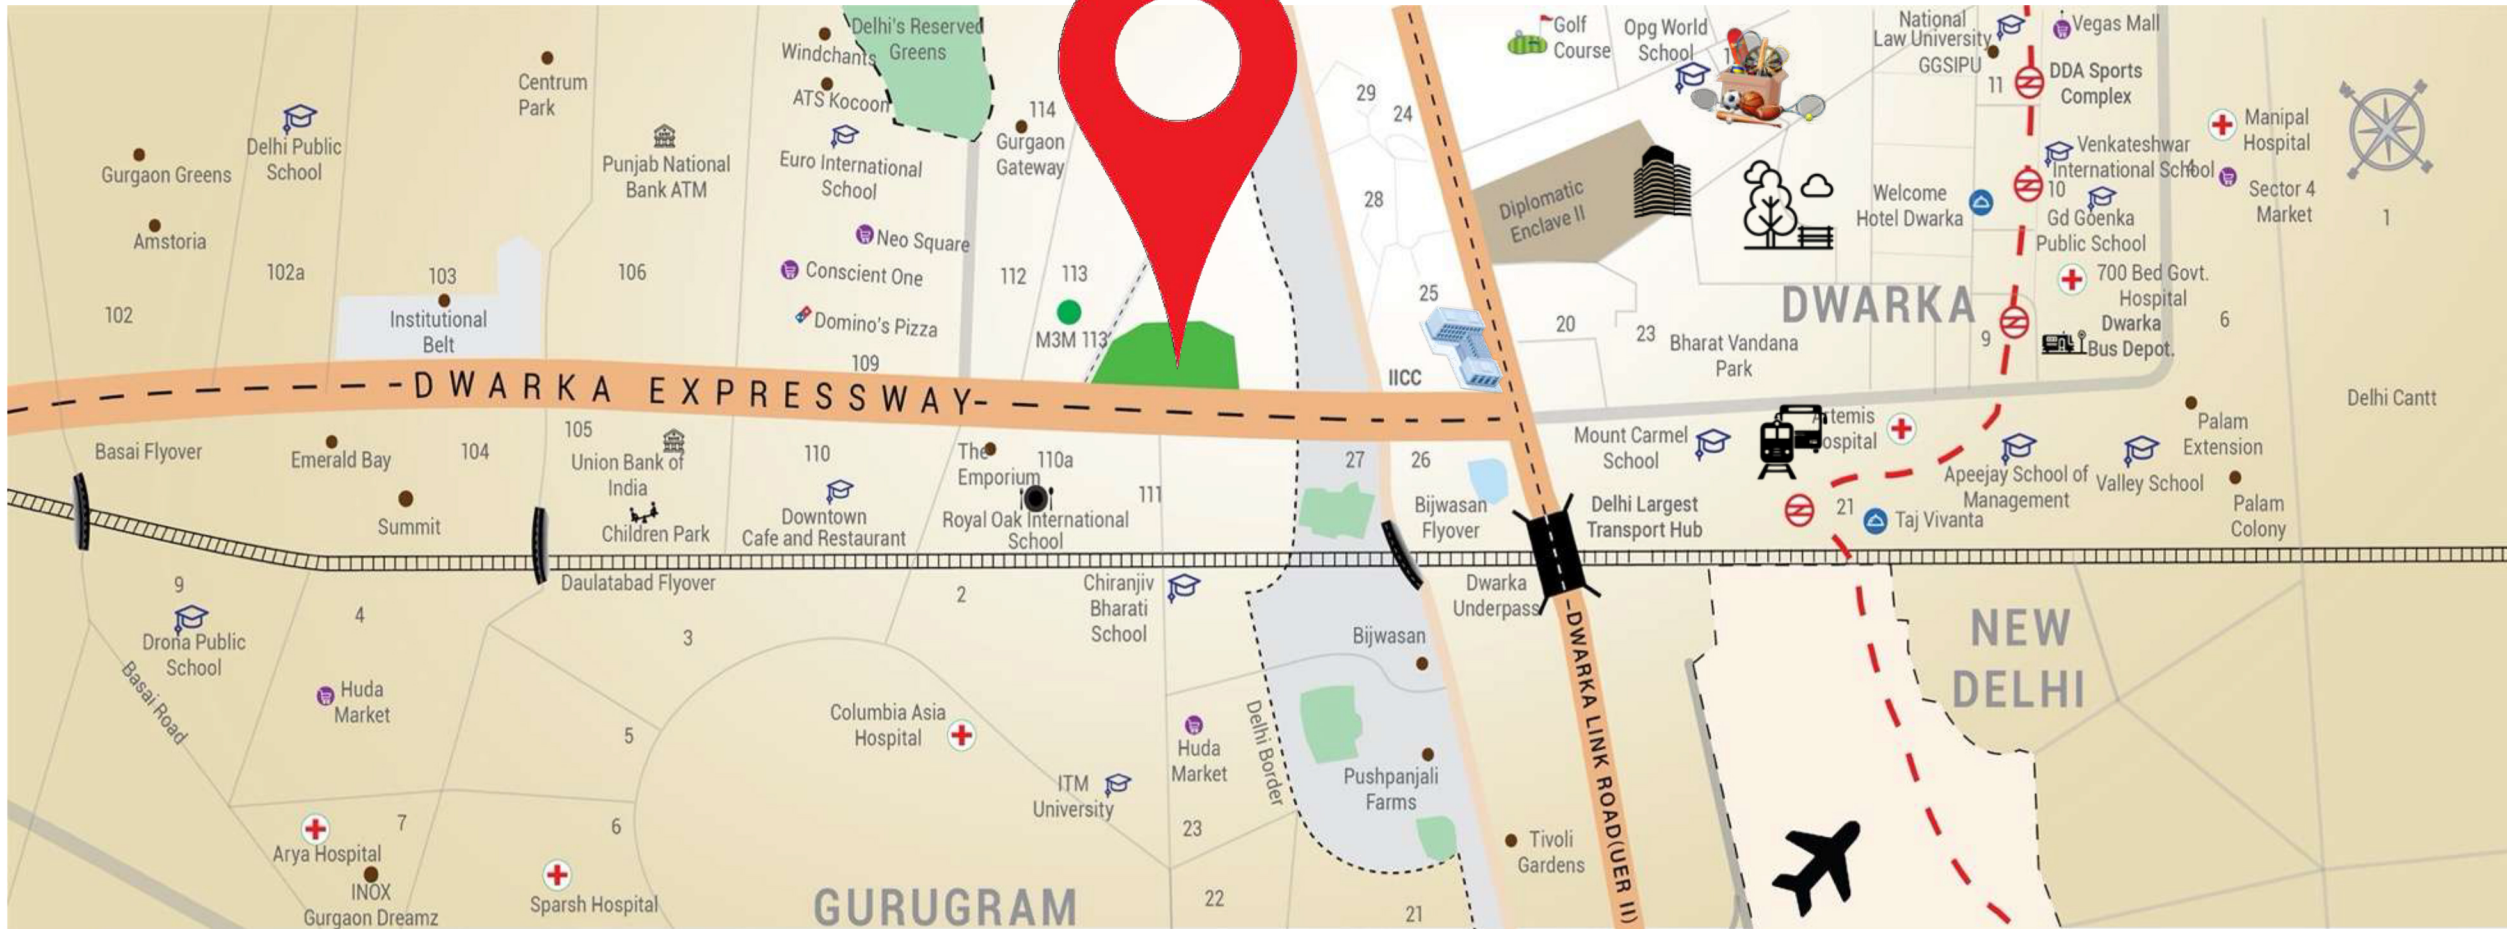 Delhi's Reserved
Greens
Windchants
ATS Kocoon
Centrum
Park
Delhi Public
School
Gurgaon Greens
Amstoria
Punjab National
Bank ATM
Euro International
School
114
Gurgaon
Gateway
Neo Square
Conscient One
Domino's Pizza
109
102
102a
103
Institutional
Belt
106
112
113
M3M 113
29
24
28
25
IICC
Golf
Course
Opg World
School
Diplomatic
Enclave II
National
Law University
GGSIPU
Vegas Mall
11
DDA Sports
Complex
Manipal
Hospital
Venkateshwar
International School
4
10
Sector 4
Market
Welcome
Hotel Dwarka
Gd Goenka
Public School
1
700 Bed Govt.
Hospital
Dwarka
Bus Depot.
DWARKA
20
23
Bharat Vandana
Park
9
6
Delhi Cantt
DWARKA EXPRESSWAY
Basai Flyover
Emerald Bay
104
Summit
105
Union Bank of
India
Children Park
110
Downtown
Cafe and Restaurant
The
Emporium
110a
111
Royal Oak International
School
27
26
Bijwasan
Flyover
Mount Carmel
School
Artemis
Hospital
Delhi Largest
Transport Hub
21
Taj Vivanta
Apeejay School of
Management
Valley School
Palam
Extension
Palam
Colony
9
Drona Public
School
4
Daulatabad Flyover
3
2
Chiranjiv
Bharati
School
Bijwasan
Dwarka
Underpass
DWARKA LINK ROAD(UER II)
NEW
DELHI
Basai Road
Huda
Market
5
Columbia Asia
Hospital
Huda
Market
Delhi Border
Pushpanjali
Farms
ITM
University
23
7
6
Arya Hospital
INOX
Gurgaon Dreamz
Sparsh Hospital
GURUGRAM
22
21
Tivoli
Gardens